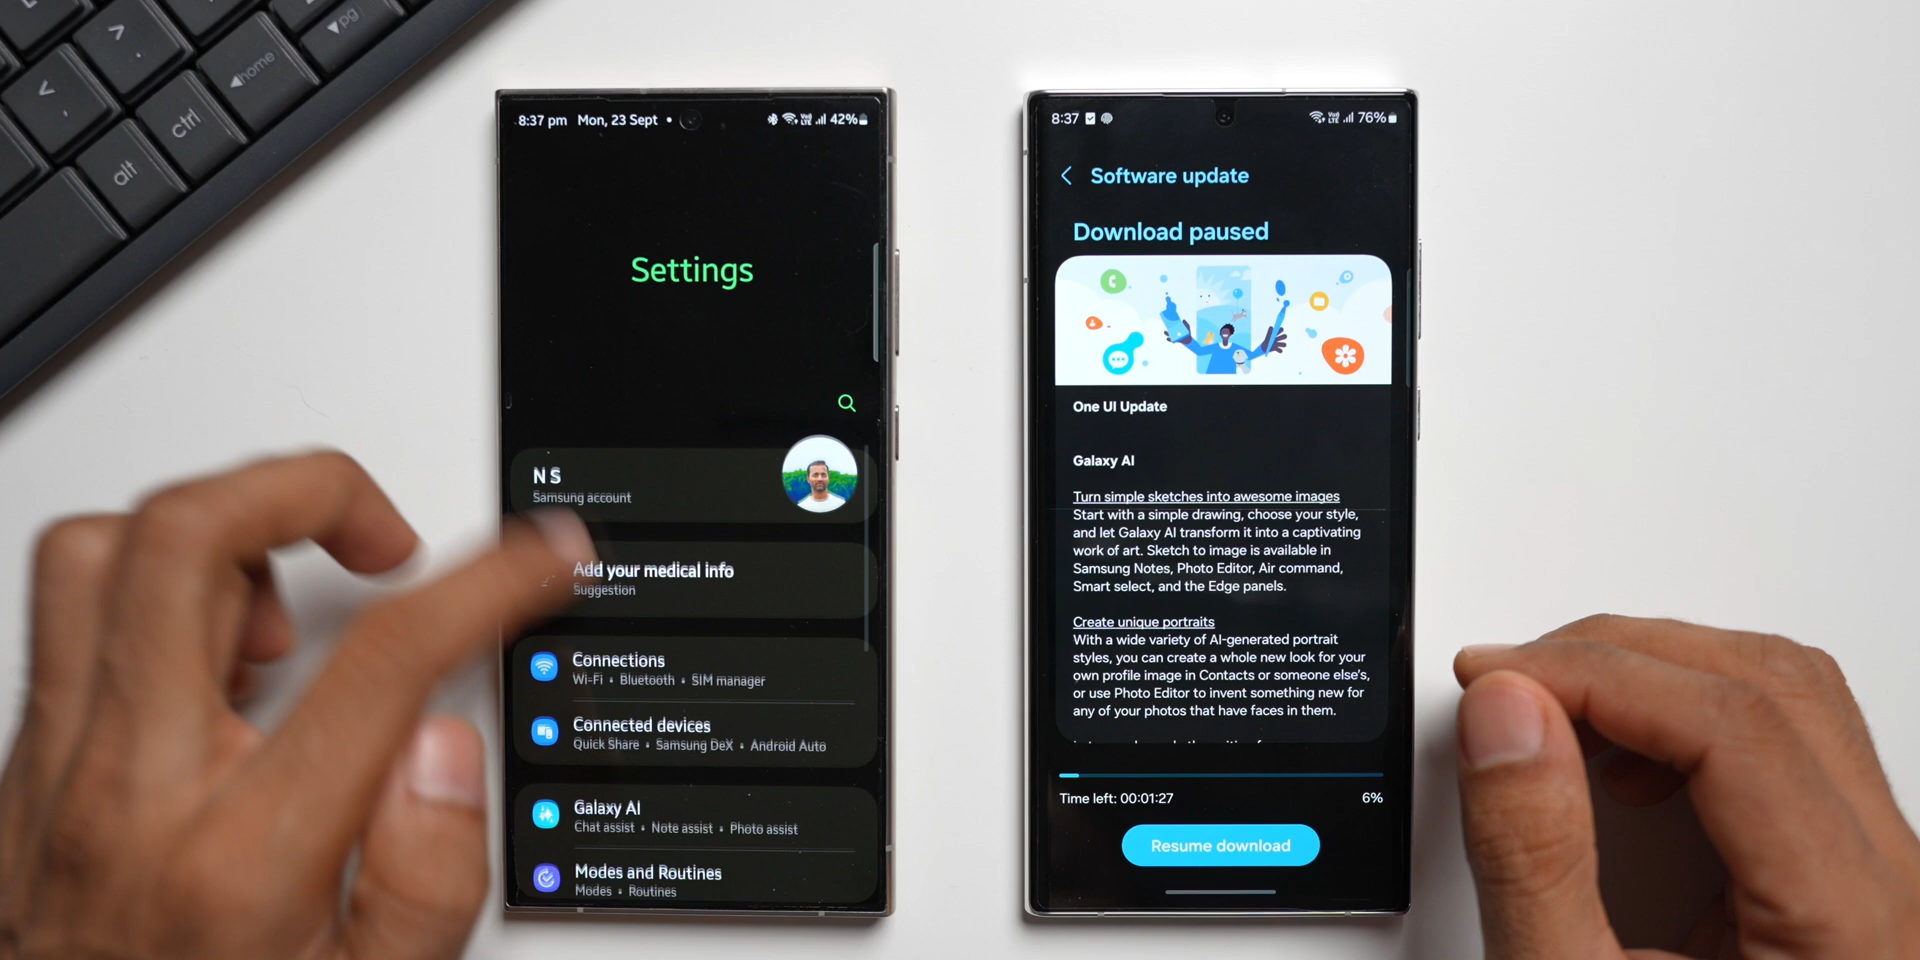 home
pg
ctrl
alt
8:37 pm Mon, 23 Sept • 42%
Settings
N S
Samsung account
Add your medical info
Suggestion
Connections
Wi-Fi • Bluetooth • SIM manager
Connected devices
Quick Share • Samsung DeX • Android Auto
Galaxy AI
Chat assist • Note assist • Photo assist
Modes and Routines
Modes • Routines
8:37 76%
Software update
Download paused
One UI Update
Galaxy AI
Turn simple sketches into awesome images
Start with a simple drawing, choose your style,
and let Galaxy AI transform it into a captivating
work of art. Sketch to image is available in
Samsung Notes, Photo Editor, Air command,
Smart select, and the Edge panels.
Create unique portraits
With a wide variety of AI-generated portrait
styles, you can create a whole new look for your
own profile image in Contacts or someone else's,
or use Photo Editor to invent something new for
any of your photos that have faces in them.
Time left: 00:01:27 6%
Resume download